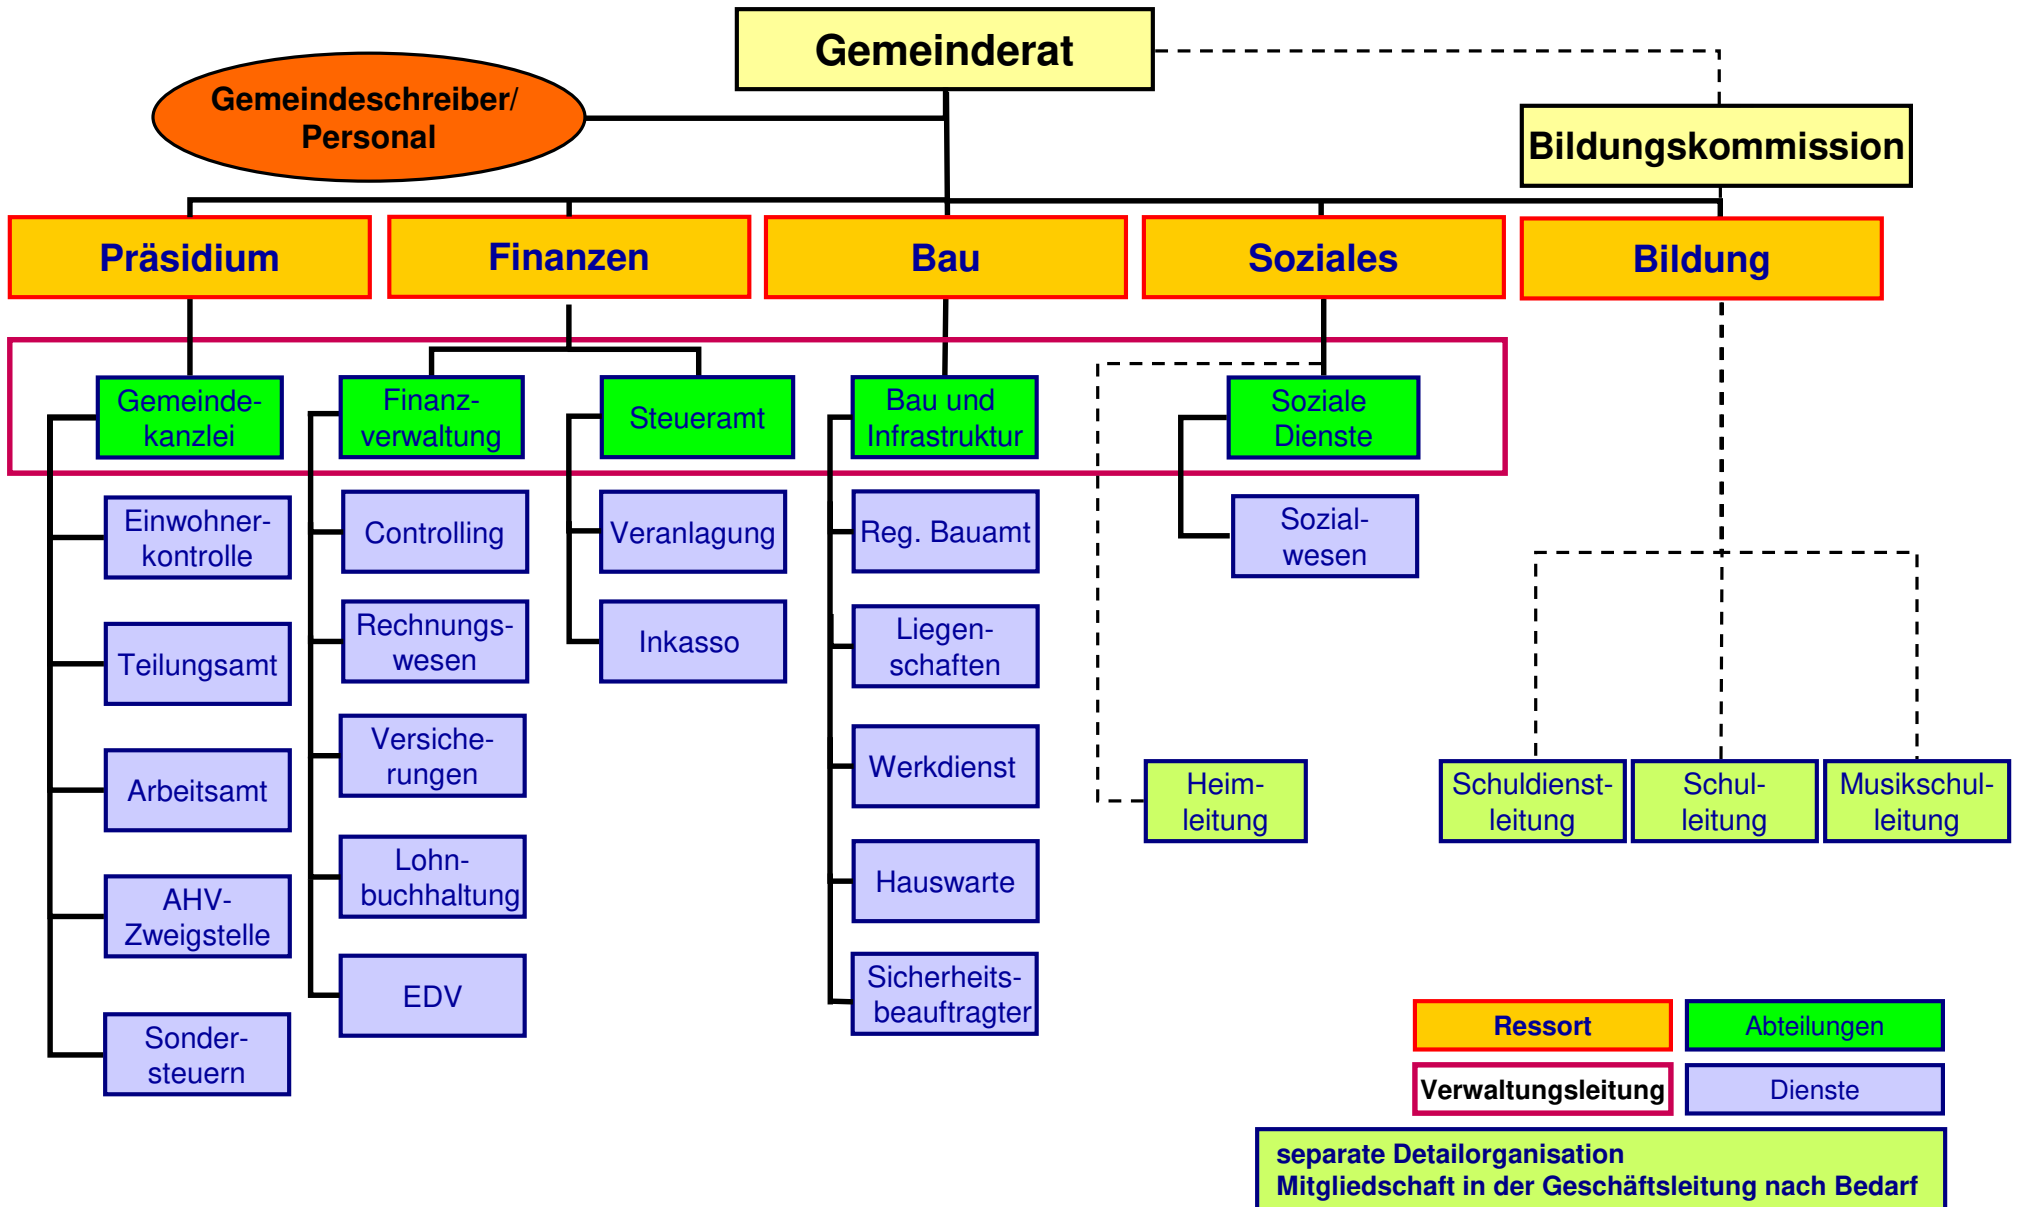 Gemeinderat
Gemeindeschreiber/
Personal
Bildungskommission
Präsidium
Finanzen
Bau
Soziales
Bildung
Gemeinde-
kanzlei
Finanz-
verwaltung
Steueramt
Bau und
Infrastruktur
Soziale
Dienste
Einwohner-
kontrolle
Teilungsamt
Arbeitsamt
AHV-
Zweigstelle
Sonder-
steuern
Controlling
Rechnungs-
wesen
Versiche-
rungen
Lohn-
buchhaltung
EDV
Veranlagung
Inkasso
Reg. Bauamt
Liegen-
schaften
Werkdienst
Hauswarte
Sicherheits-
beauftragter
Sozial-
wesen
Heim-
leitung
Schuldienst-
leitung
Schul-
leitung
Musikschul-
leitung
Ressort
Abteilungen
Verwaltungsleitung
Dienste
separate Detailorganisation
Mitgliedschaft in der Geschäftsleitung nach Bedarf